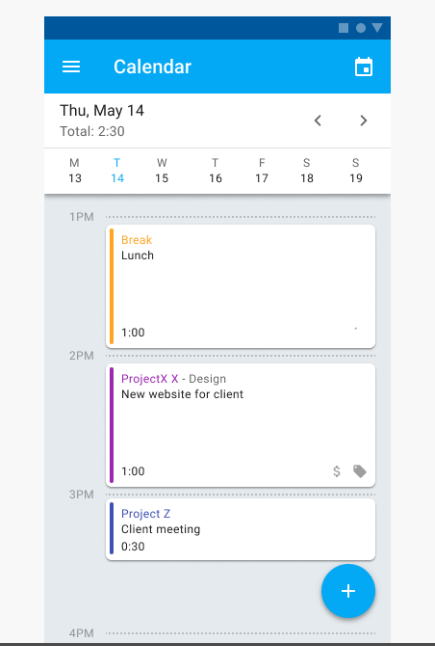 Calendar
Thu, May 14
Total: 2:30
M T W T F S S
13 14 15 16 17 18 19
1PM
Break
Lunch
1:00
2PM
ProjectX X - Design
New website for client
1:00 $
3PM
Project Z
Client meeting
0:30
+
4PM